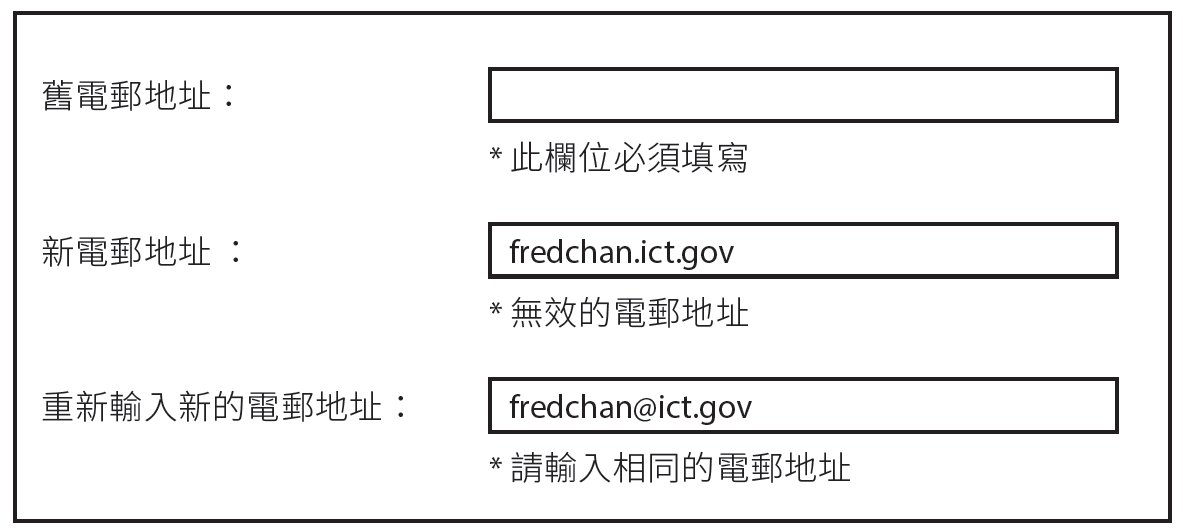 舊電郵地址：
* 此欄位必須填寫
新電郵地址 ： fredchan.ict.gov
* 無效的電郵地址
重新輸入新的電郵地址： fredchan@ict.gov
* 請輸入相同的電郵地址